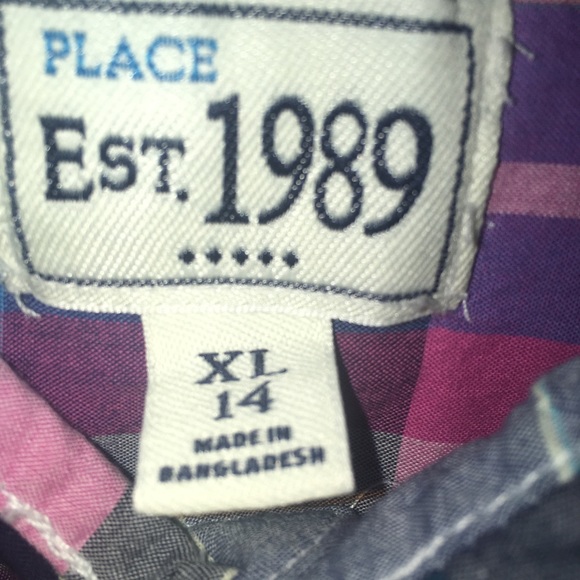 PLACE
EST. 1989
XL
14
MADE IN
BANGLADESH